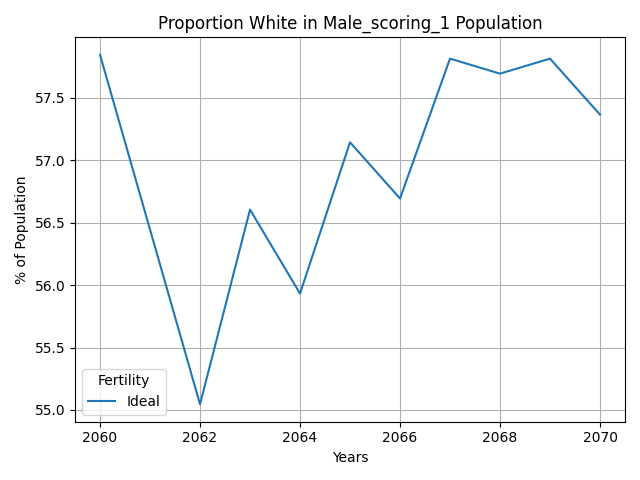 Proportion White in Male_scoring_1 Population
% of Population
57.5
57.0
56.5
56.0
55.5
55.0
Fertility
Ideal
2060
2062
2064
2066
2068
2070
Years